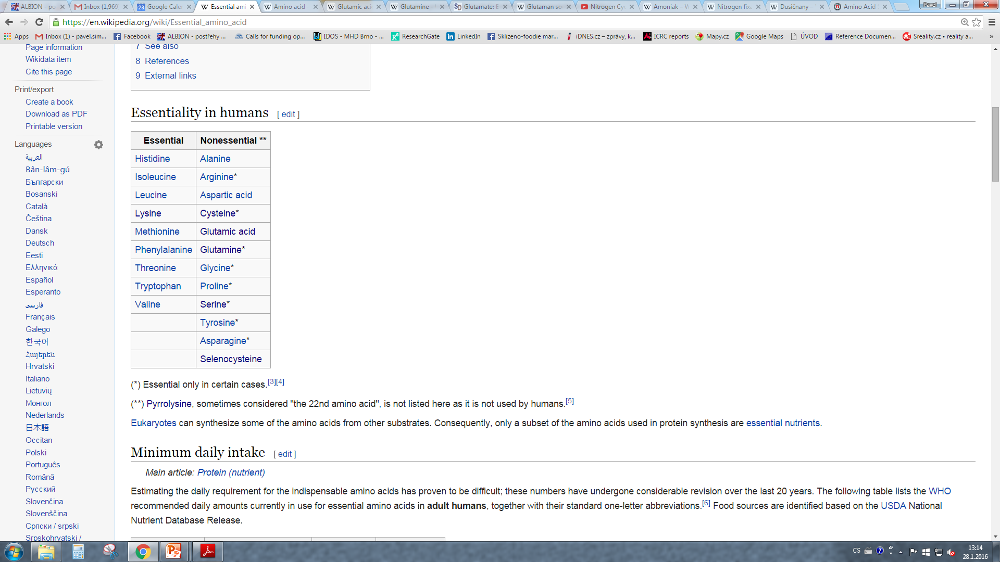 ALBION - po
Inbox (1,969)
Google Caler
Essential ami
Amino acid -
Glutamic aci
Glutamine -
Glutamate: E
Glutaman so
Nitrogen Cyc
Amoniak – W
Nitrogen fixa
Dusičnany –
Amino Acid
Pavel
https://en.wikipedia.org/wiki/Essential_amino_acid
Apps
Inbox (1) - pavel.sim...
Facebook
ALBION - postřehy ...
Calls for funding op...
IDOS - MHD Brno - ...
ResearchGate
LinkedIn
Sklizeno-foodie mar...
iDNES.cz – zprávy, k...
ICRC reports
Mapy.cz
Google Maps
ÚVOD
Reference Documen...
Sreality.cz • reality a...
»
Page information
Wikidata item
Cite this page
Print/export
Create a book
Download as PDF
Printable version
Languages
العربية
Bân-lâm-gú
Български
Bosanski
Català
Čeština
Dansk
Deutsch
Eesti
Ελληνικά
Español
Esperanto
فارسی
Français
Galego
한국어
Հայերեն
Hrvatski
Italiano
Lietuvių
Монгол
Nederlands
日本語
Occitan
Polski
Português
Română
Русский
Slovenčina
Slovenščina
Српски / srpski
Srpskohrvatski /
7 See also
8 References
9 External links
Essentiality in humans [ edit ]
Essential Nonessential **
Histidine Alanine
Isoleucine Arginine*
Leucine Aspartic acid
Lysine Cysteine*
Methionine Glutamic acid
Phenylalanine Glutamine*
Threonine Glycine*
Tryptophan Proline*
Valine Serine*
Tyrosine*
Asparagine*
Selenocysteine
(*) Essential only in certain cases.[3][4]
(**) Pyrrolysine, sometimes considered "the 22nd amino acid", is not listed here as it is not used by humans.[5]
Eukaryotes can synthesize some of the amino acids from other substrates. Consequently, only a subset of the amino acids used in protein synthesis are essential nutrients.
Minimum daily intake [ edit ]
Main article: Protein (nutrient)
Estimating the daily requirement for the indispensable amino acids has proven to be difficult; these numbers have undergone considerable revision over the last 20 years. The following table lists the WHO
recommended daily amounts currently in use for essential amino acids in adult humans, together with their standard one-letter abbreviations.[6] Food sources are identified based on the USDA National
Nutrient Database Release.
CS
13:14
28.1.2016